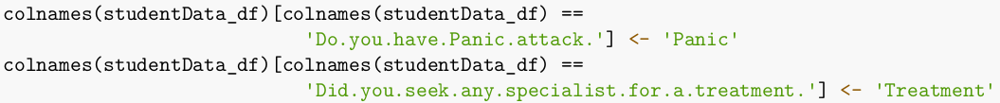 colnames(studentData_df)[colnames(studentData_df) ==
'Do.you.have.Panic.attack.'] <- 'Panic'
colnames(studentData_df)[colnames(studentData_df) ==
'Did.you.seek.any.specialist.for.a.treatment.'] <- 'Treatment'